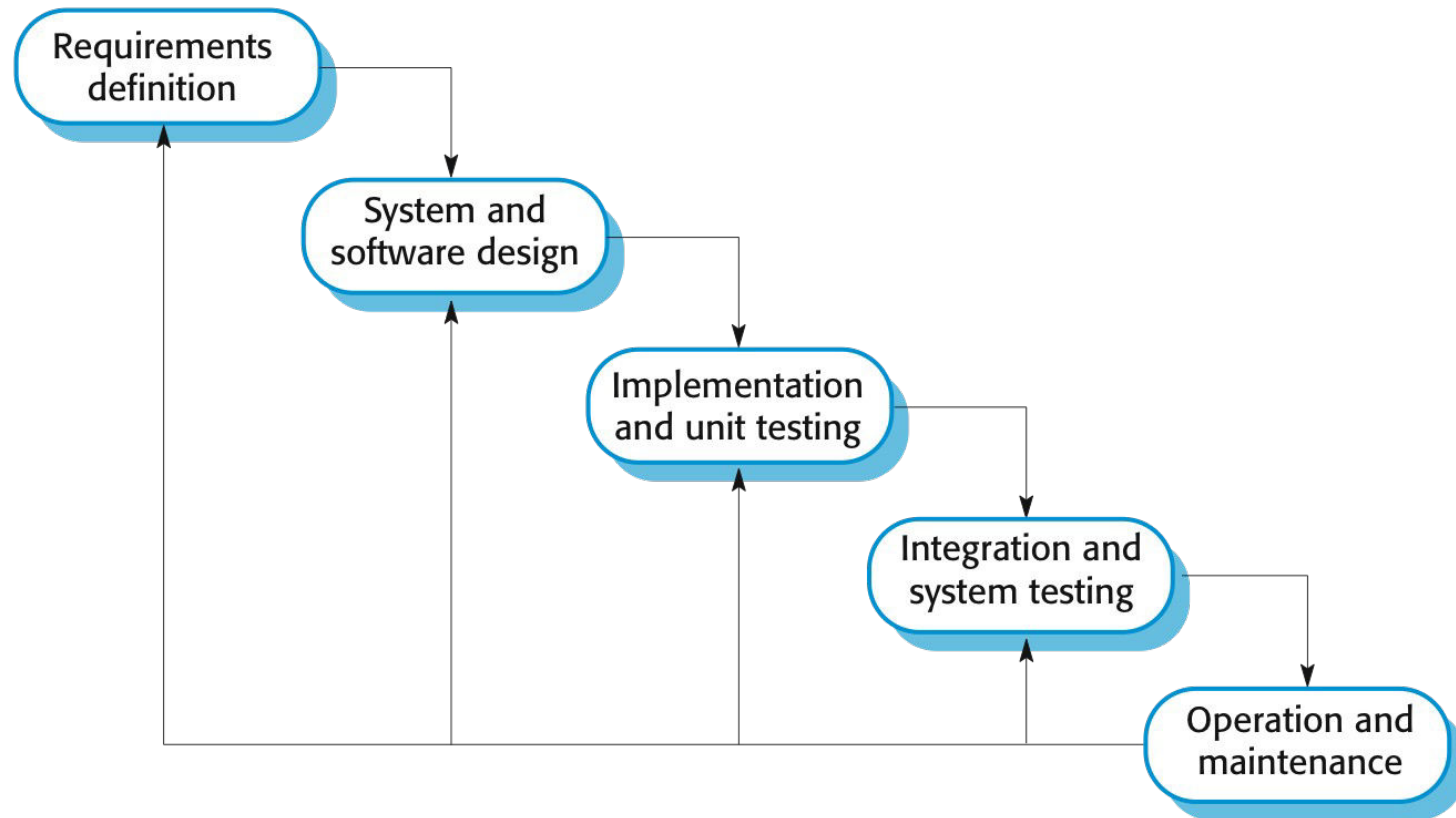 Requirements
definition
System and
software design
Implementation
and unit testing
Integration and
system testing
Operation and
maintenance